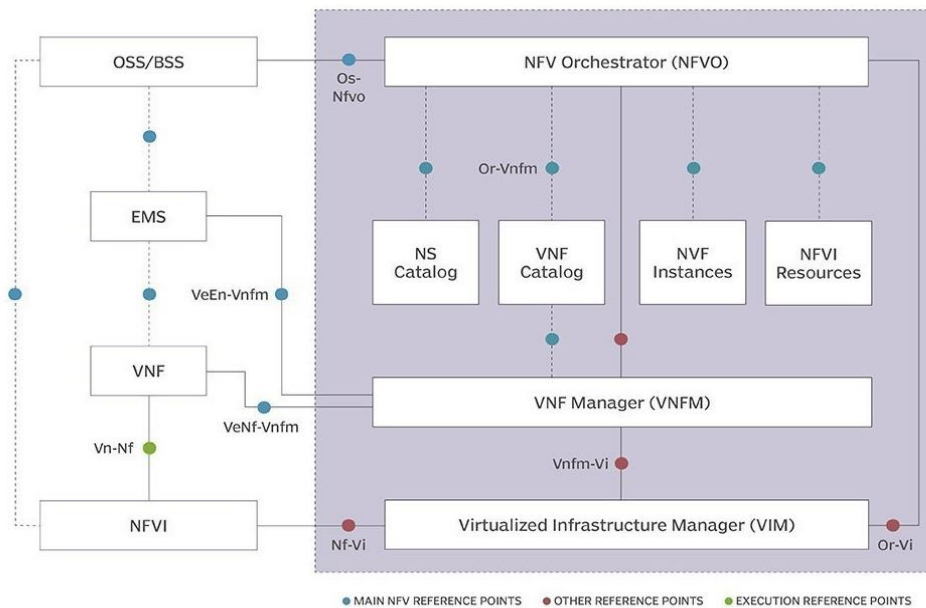 OSS/BSS
Os-
Nfvo
NFV Orchestrator (NFVO)
Or-Vnfm
EMS
NS
Catalog
VNF
Catalog
NVF
Instances
NFVI
Resources
VeEn-Vnfm
VNF
VeNf-Vnfm
VNF Manager (VNFM)
Vn-Nf
Vnfm-Vi
NFVI
Nf-Vi
Virtualized Infrastructure Manager (VIM)
Or-Vi
MAIN NFV REFERENCE POINTS
OTHER REFERENCE POINTS
EXECUTION REFERENCE POINTS